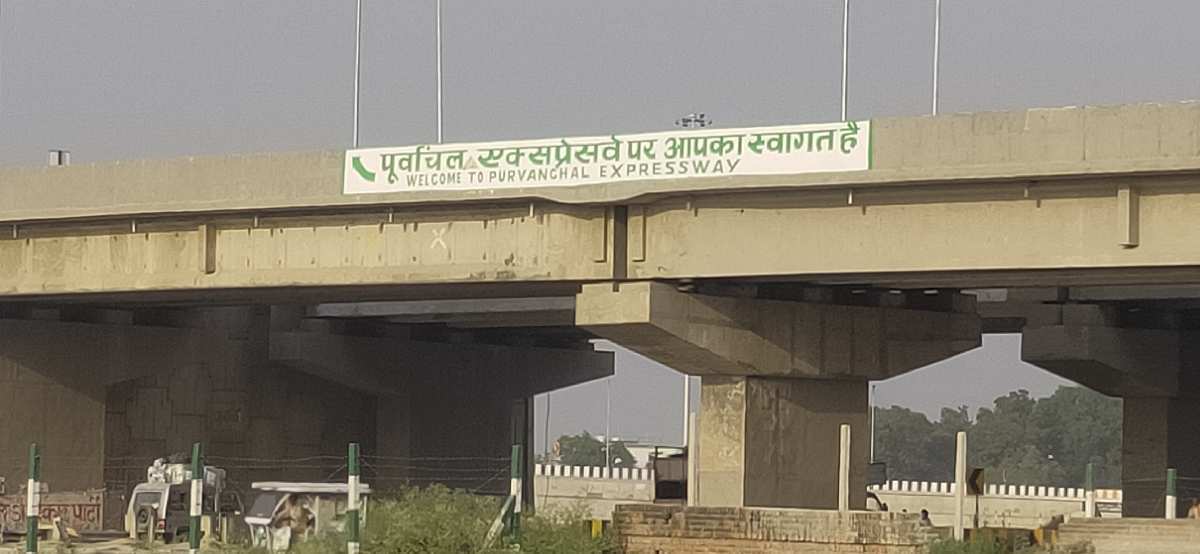 पूर्वांचल एक्सप्रेसवे पर आपका स्वागत है
WELCOME TO PURVANCHAL EXPRESSWAY